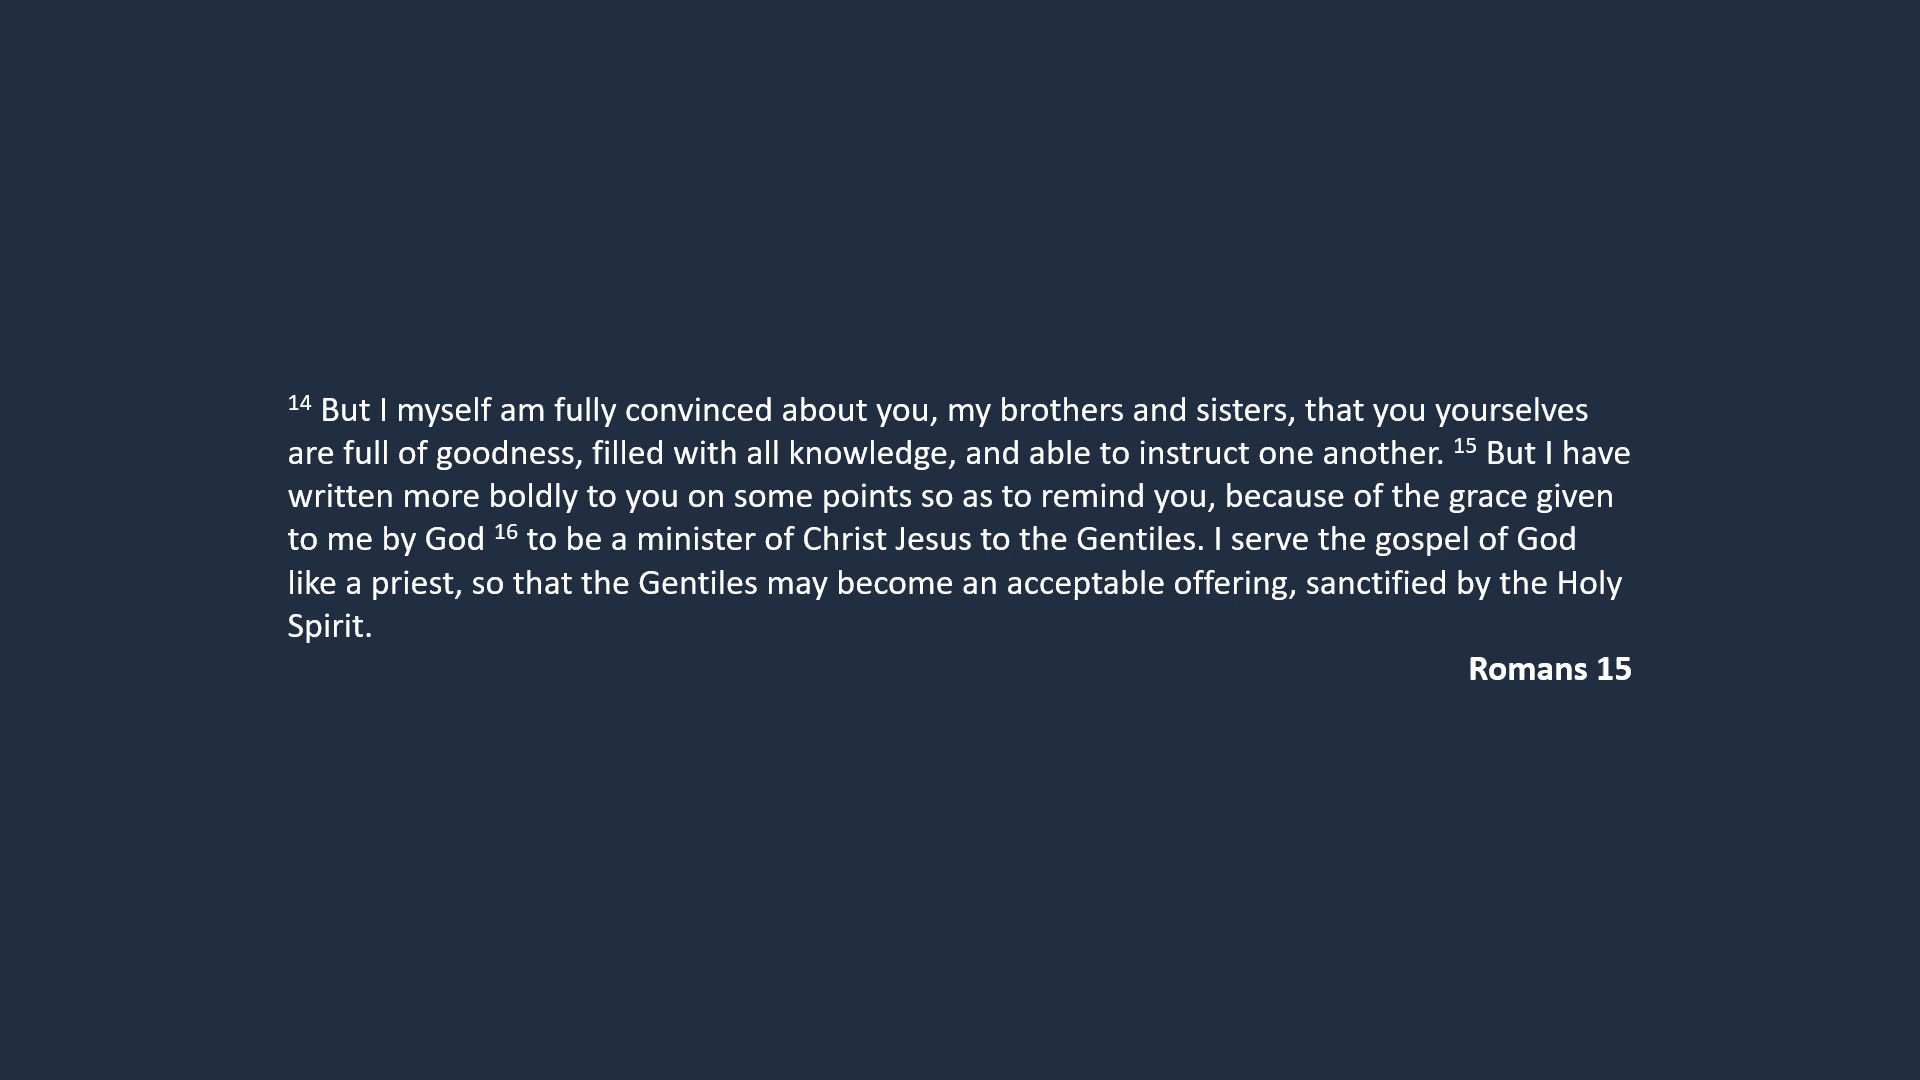 14 But I myself am fully convinced about you, my brothers and sisters, that you yourselves
are full of goodness, filled with all knowledge, and able to instruct one another. 15 But I have
written more boldly to you on some points so as to remind you, because of the grace given
to me by God 16 to be a minister of Christ Jesus to the Gentiles. I serve the gospel of God
like a priest, so that the Gentiles may become an acceptable offering, sanctified by the Holy
Spirit.
Romans 15